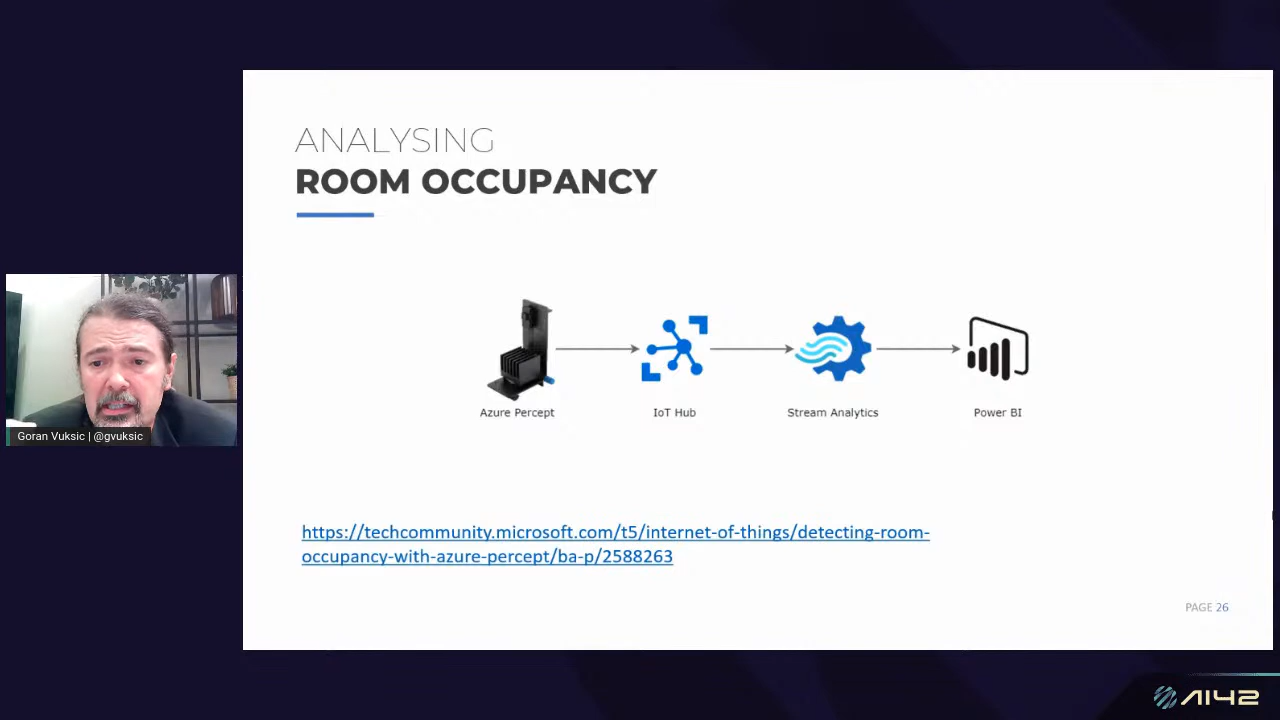 ANALYSING
ROOM OCCUPANCY
Azure Percept
IoT Hub
Stream Analytics
Power BI
https://techcommunity.microsoft.com/t5/internet-of-things/detecting-room-
occupancy-with-azure-percept/ba-p/2588263
PAGE 26
Goran Vuksic | @gvuksic
AI42